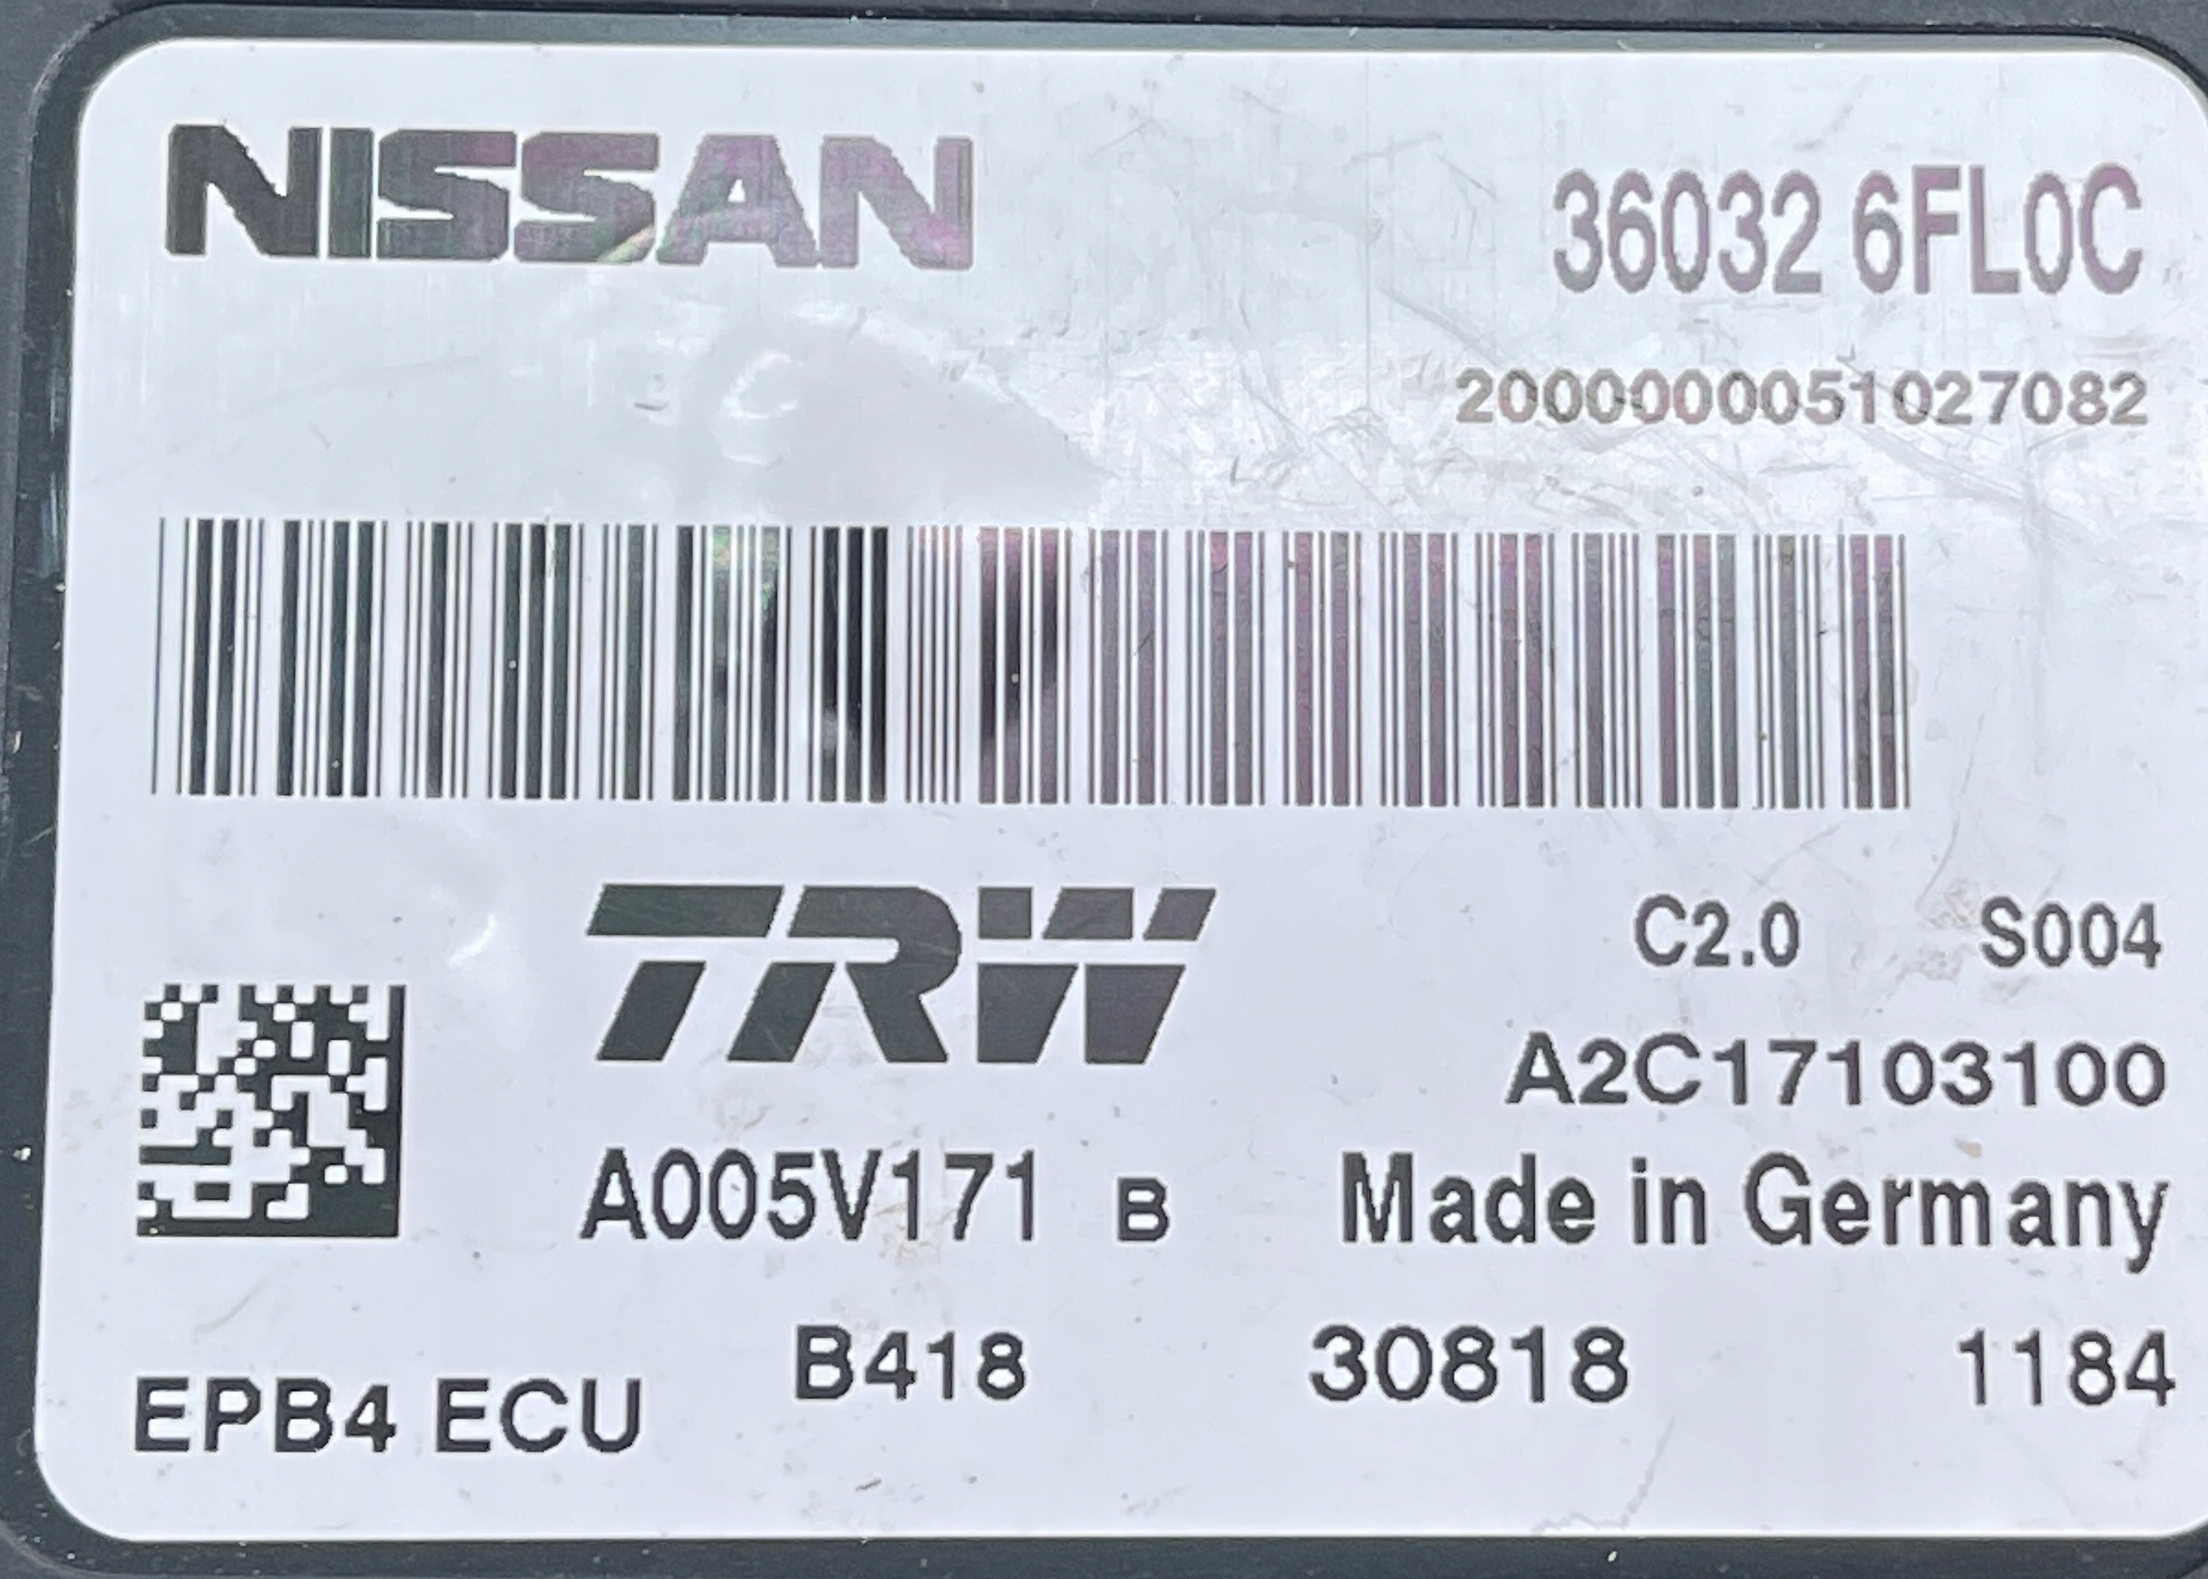 NISSAN 36032 6FL0C
2000000051027082
TRW C2.0 S004
A2C17103100
A005V171 B Made in Germany
EPB4 ECU B418 30818 1184